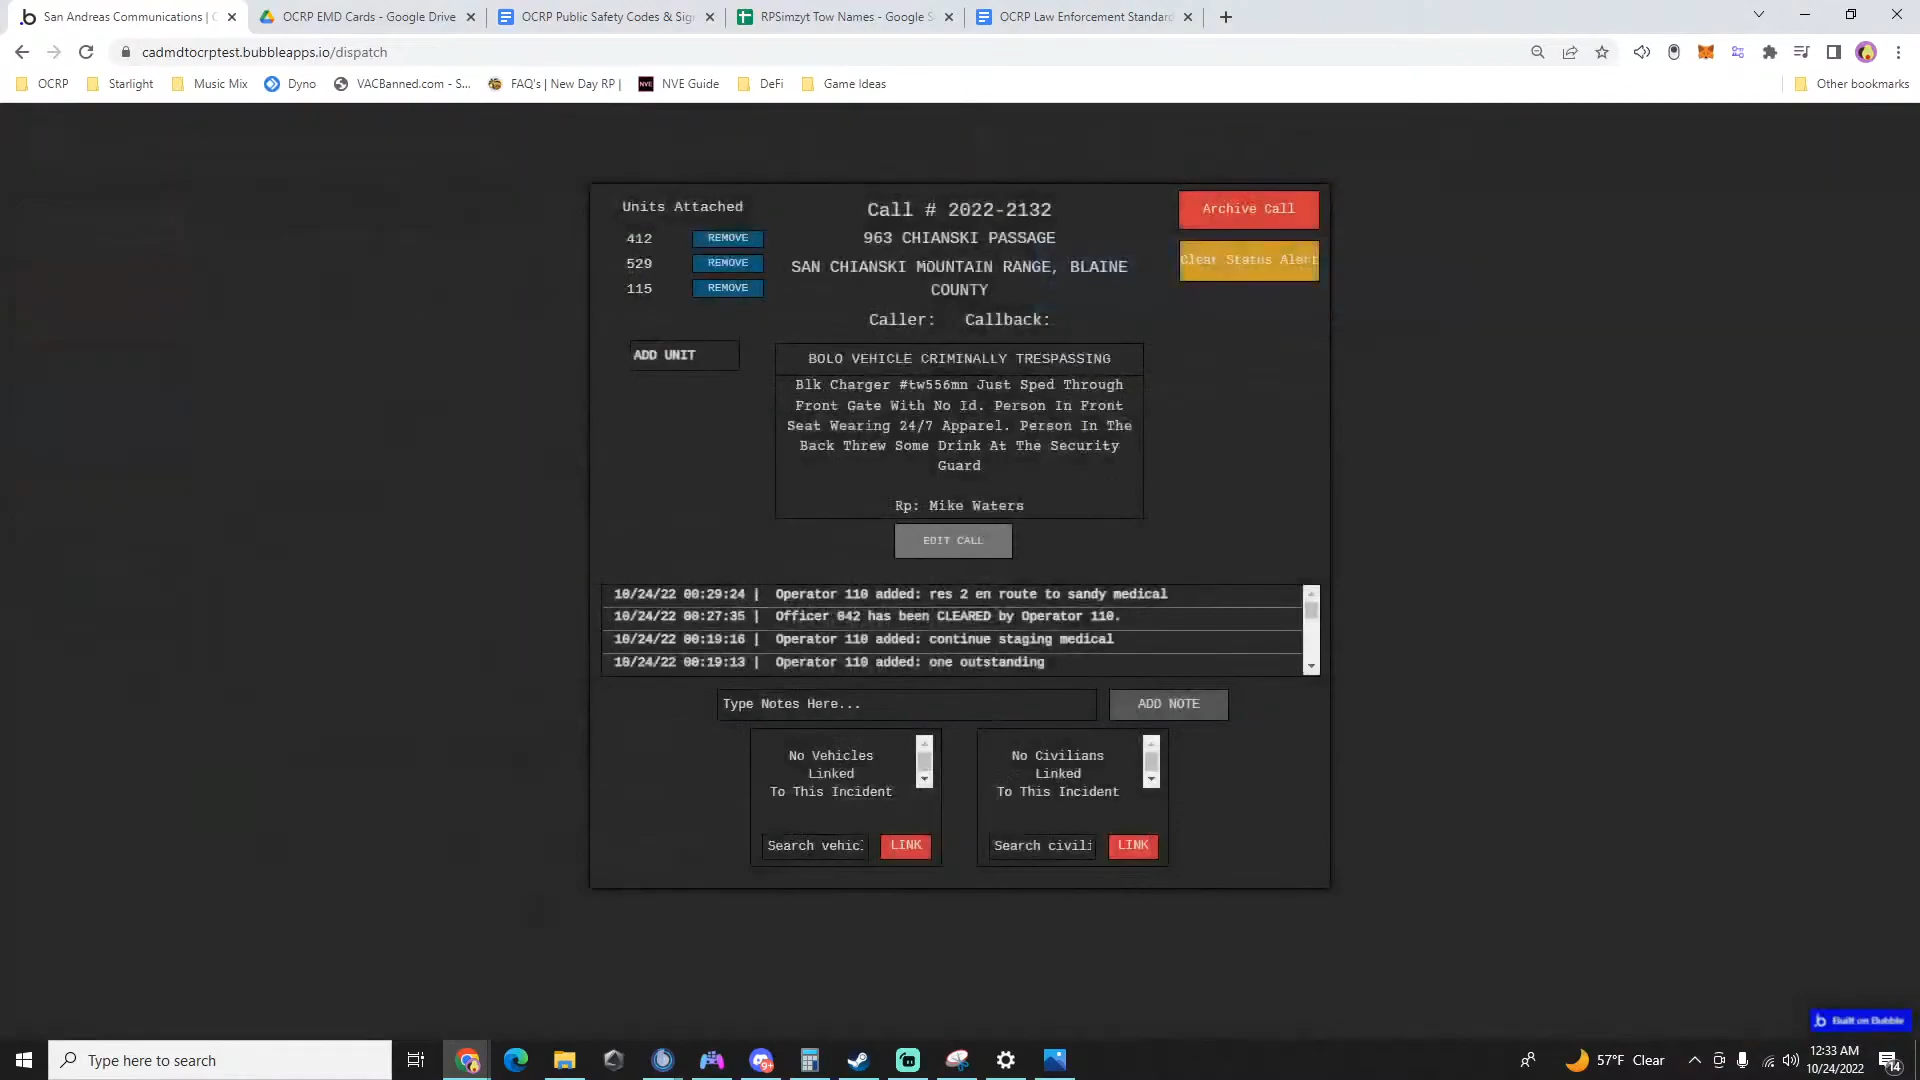 San Andreas Communications | C
OCRP EMD Cards - Google Drive
OCRP Public Safety Codes & Sig
RPSimzyt Tow Names - Google S
OCRP Law Enforcement Standard
cadmdtocrptest.bubbleapps.io/dispatch
OCRP
Starlight
Music Mix
Dyno
VACBanned.com - S...
FAQ's | New Day RP |
NVE
NVE Guide
DeFi
Game Ideas
Other bookmarks
Units Attached
412 REMOVE
529 REMOVE
115 REMOVE
ADD UNIT
Call # 2022-2132
963 CHIANSKI PASSAGE
SAN CHIANSKI MOUNTAIN RANGE, BLAINE
COUNTY
Caller: Callback:
Archive Call
Clear Status Alert
BOLO VEHICLE CRIMINALLY TRESPASSING
Blk Charger #tw556mn Just Sped Through
Front Gate With No Id. Person In Front
Seat Wearing 24/7 Apparel. Person In The
Back Threw Some Drink At The Security
Guard
Rp: Mike Waters
EDIT CALL
10/24/22 00:29:24 | Operator 110 added: res 2 en route to sandy medical
10/24/22 00:27:35 | Officer 042 has been CLEARED by Operator 110.
10/24/22 00:19:16 | Operator 110 added: continue staging medical
10/24/22 00:19:13 | Operator 110 added: one outstanding
Type Notes Here...
ADD NOTE
No Vehicles
Linked
To This Incident
Search vehic
LINK
No Civilians
Linked
To This Incident
Search civili
LINK
Built on Bubble
Type here to search
9+
57°F Clear
12:33 AM
10/24/2022
14